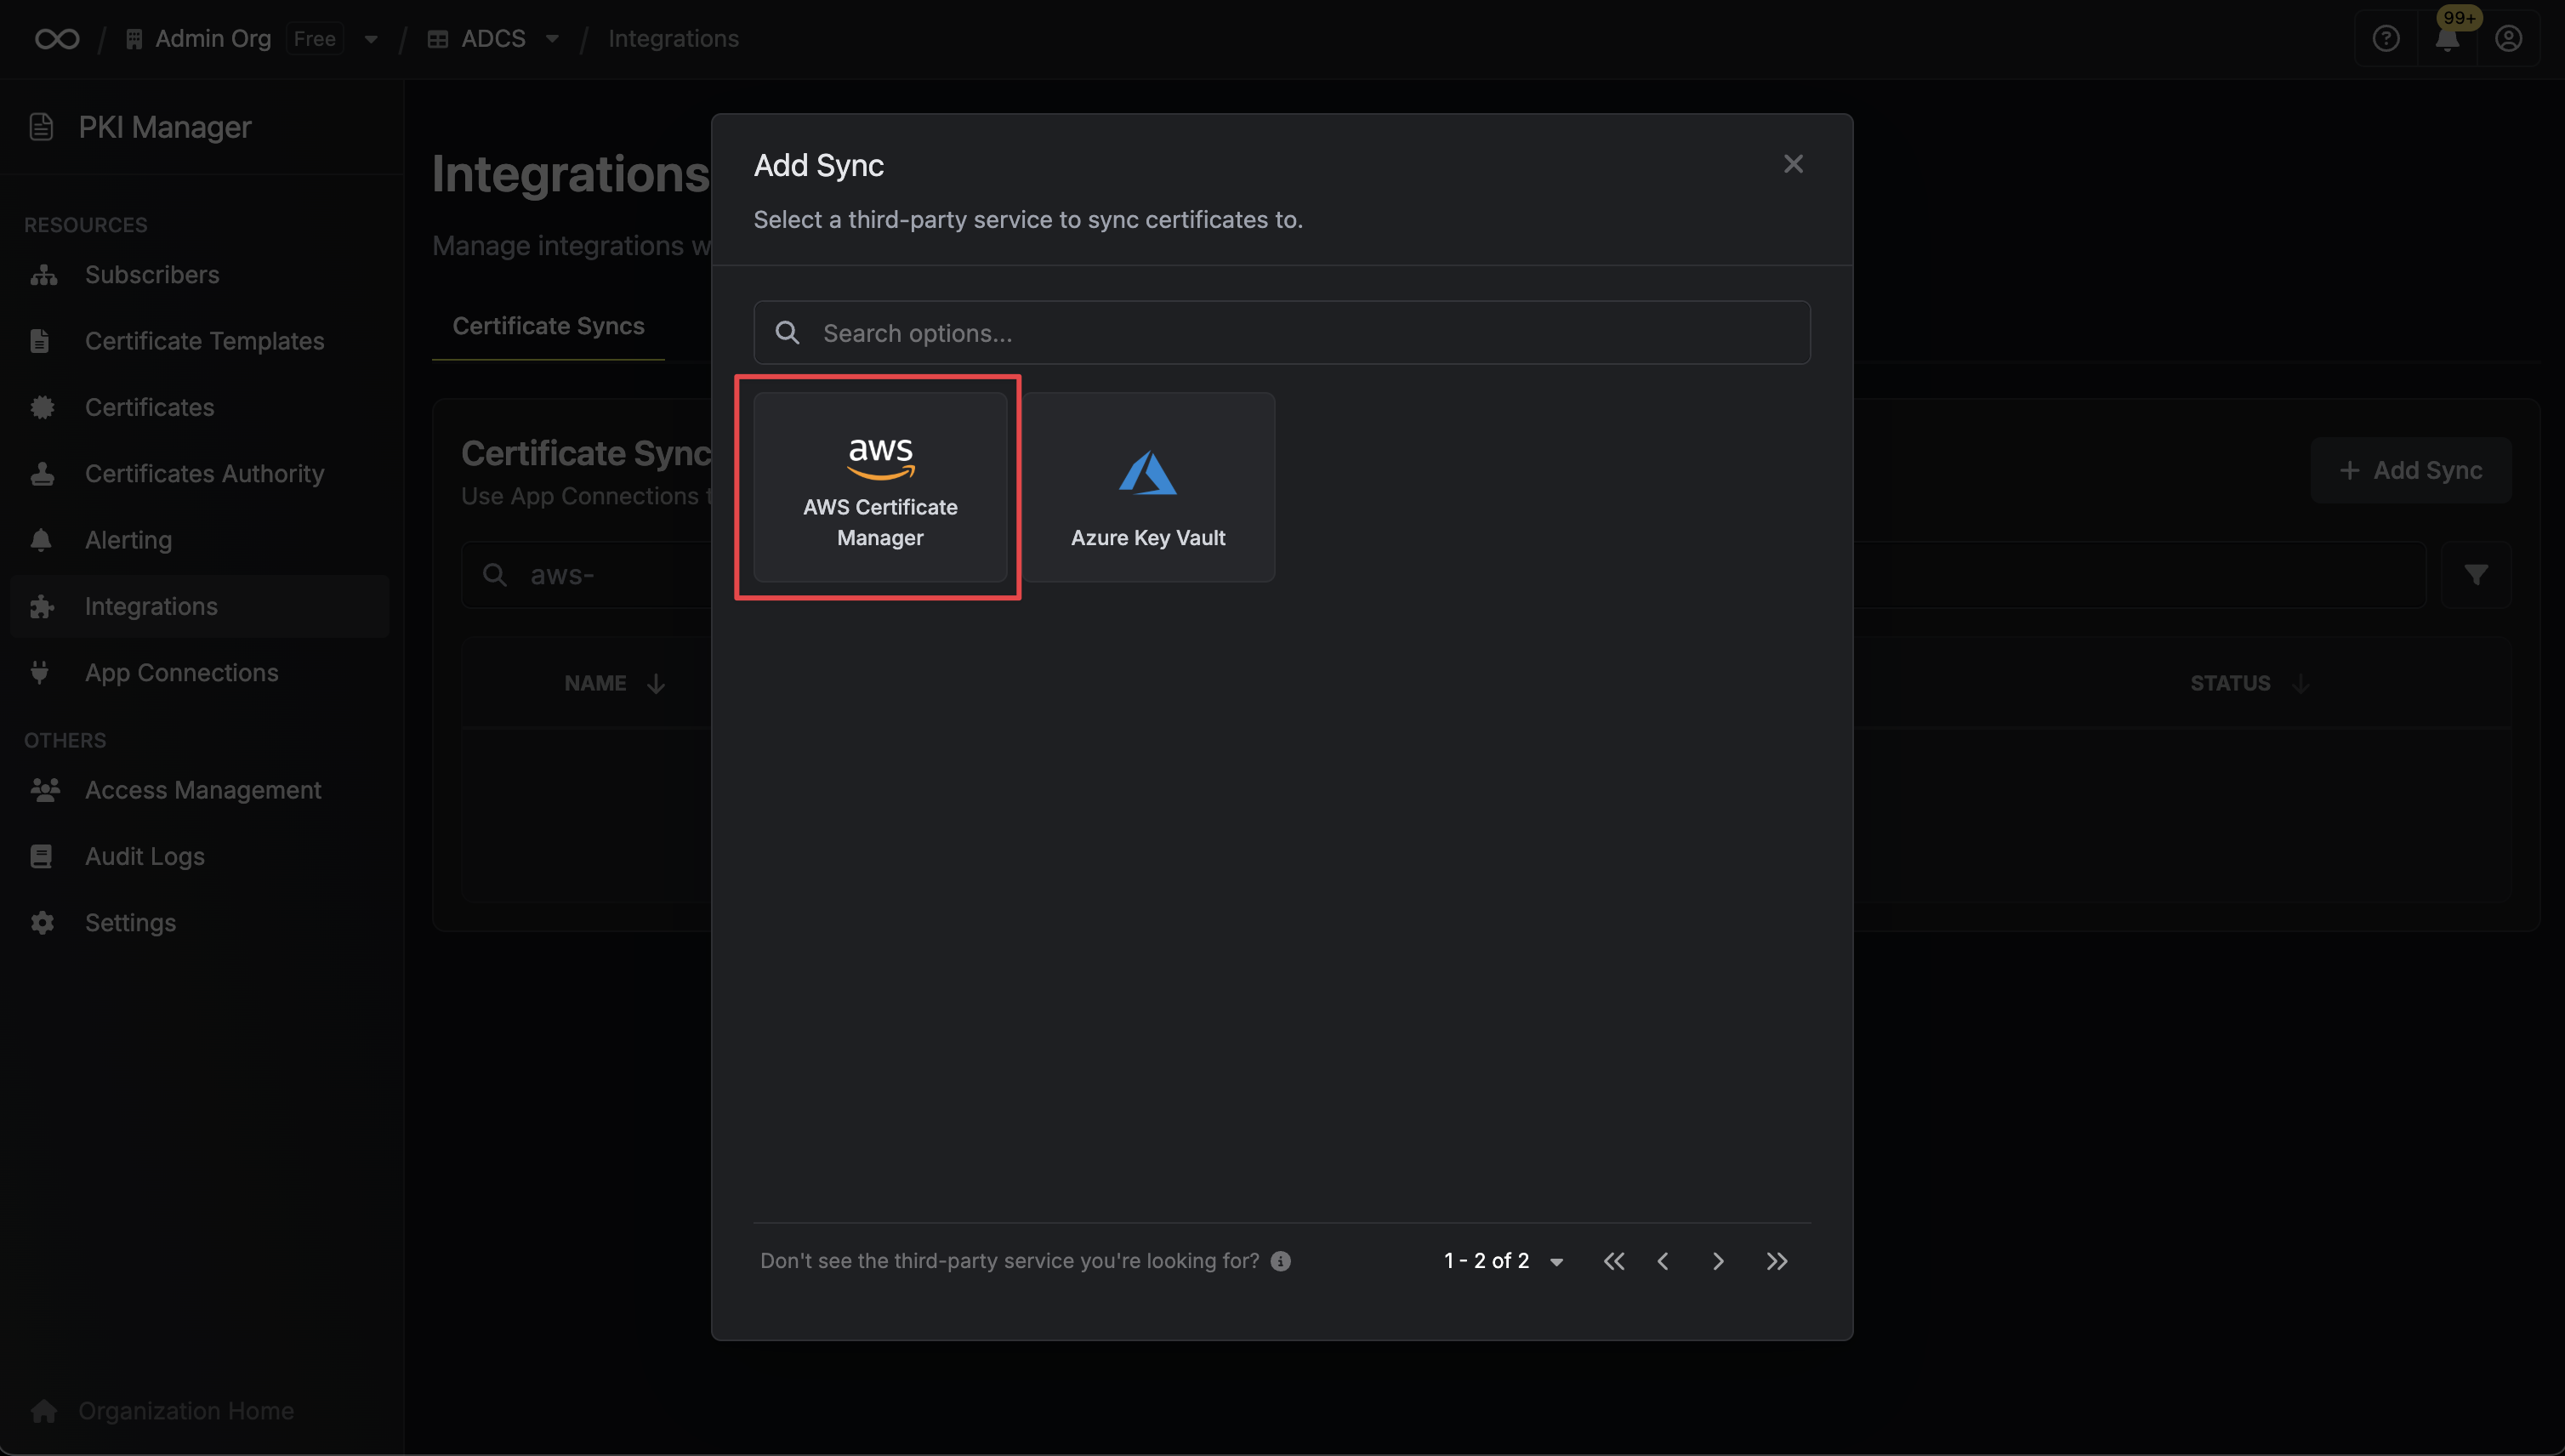 Admin Org Free ADCS Integrations
99+
PKI Manager
RESOURCES
Subscribers
Certificate Templates
Certificates
Certificates Authority
Alerting
Integrations
App Connections
OTHERS
Access Management
Audit Logs
Settings
Organization Home
Integrations
Manage integrations w
Certificate Syncs
Certificate Sync
Use App Connections t
+ Add Sync
aws-
NAME
STATUS
Add Sync
Select a third-party service to sync certificates to.
Search options...
aws
AWS Certificate
Manager
Azure Key Vault
Don't see the third-party service you're looking for?
1 - 2 of 2